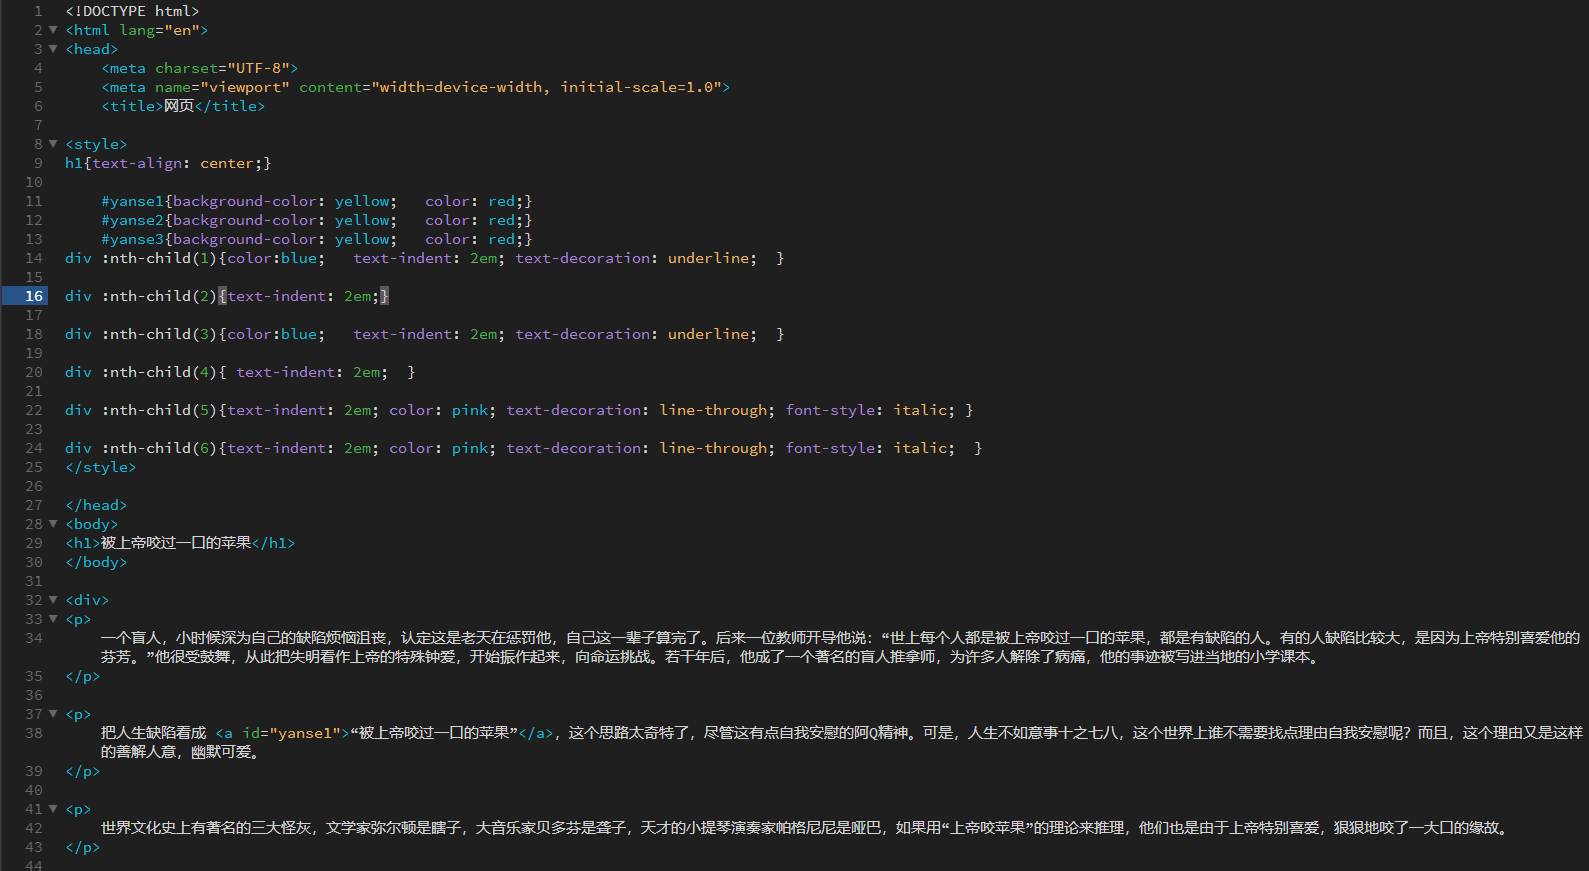 1 <!DOCTYPE html>
2 <html lang="en">
3 <head>
4 <meta charset="UTF-8">
5 <meta name="viewport" content="width=device-width, initial-scale=1.0">
6 <title>网页</title>
7
8 <style>
9 h1{text-align: center;}
10
11 #yanse1{background-color: yellow;   color: red;}
12 #yanse2{background-color: yellow;   color: red;}
13 #yanse3{background-color: yellow;   color: red;}
14 div :nth-child(1){color:blue;   text-indent: 2em; text-decoration: underline;  }
15
16 div :nth-child(2){text-indent: 2em;}
17
18 div :nth-child(3){color:blue;   text-indent: 2em; text-decoration: underline;  }
19
20 div :nth-child(4){ text-indent: 2em;  }
21
22 div :nth-child(5){text-indent: 2em; color: pink; text-decoration: line-through; font-style: italic; }
23
24 div :nth-child(6){text-indent: 2em; color: pink; text-decoration: line-through; font-style: italic;  }
25 </style>
26
27 </head>
28 <body>
29 <h1>被上帝咬过一口的苹果</h1>
30 </body>
31
32 <div>
33 <p>
34 一个盲人，小时候深为自己的缺陷烦恼沮丧，认定这是老天在惩罚他，自己这一辈子算完了。后来一位教师开导他说：“世上每个人都是被上帝咬过一口的苹果，都是有缺陷的人。有的人缺陷比较大，是因为上帝特别喜爱他的
芬芳。”他很受鼓舞，从此把失明看作上帝的特殊钟爱，开始振作起来，向命运挑战。若干年后，他成了一个著名的盲人推拿师，为许多人解除了病痛，他的事迹被写进当地的小学课本。
35 </p>
36
37 <p>
38 把人生缺陷看成 <a id="yanse1">“被上帝咬过一口的苹果”</a>，这个思路太奇特了，尽管这有点自我安慰的阿Q精神。可是，人生不如意事十之七八，这个世界上谁不需要找点理由自我安慰呢？而且，这个理由又是这样
的善解人意，幽默可爱。
39 </p>
40
41 <p>
42 世界文化史上有著名的三大怪灰，文学家弥尔顿是瞎子，大音乐家贝多芬是聋子，天才的小提琴演奏家帕格尼尼是哑巴，如果用“上帝咬苹果”的理论来推理，他们也是由于上帝特别喜爱，狠狠地咬了一大口的缘故。
43 </p>
44